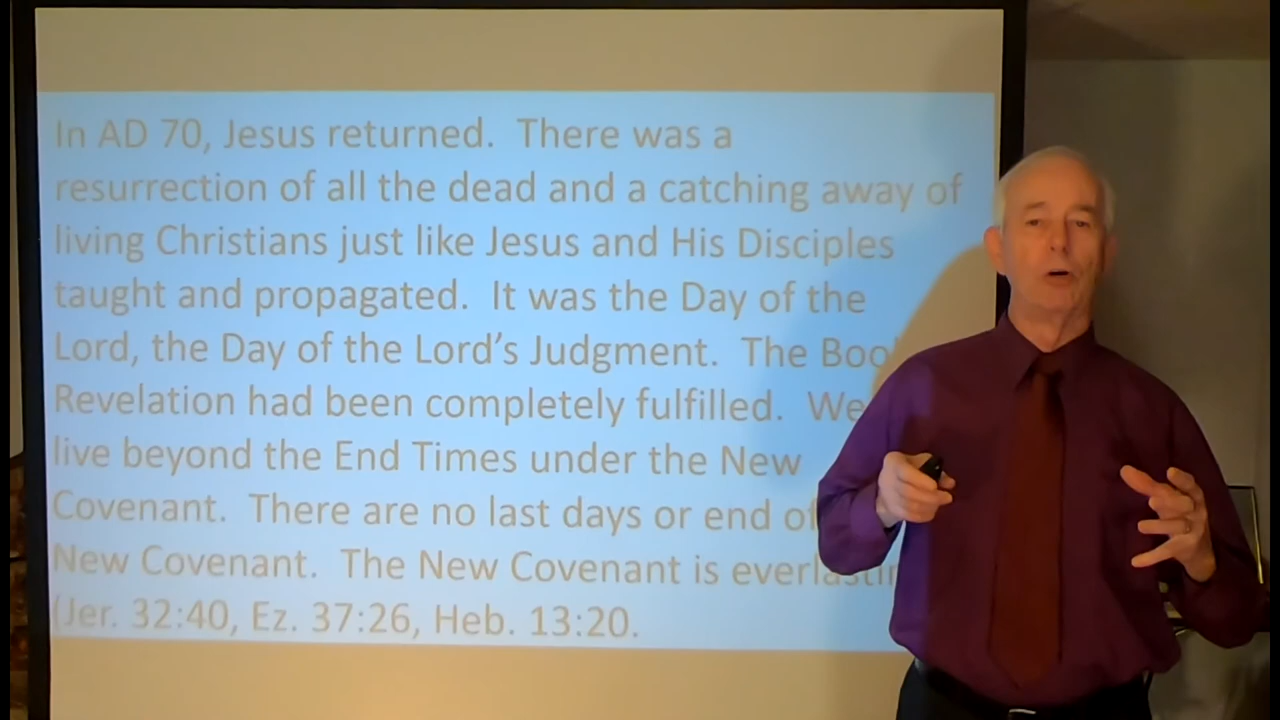 In AD 70, Jesus returned.  There was a
resurrection of all the dead and a catching away of
living Christians just like Jesus and His Disciples
taught and propagated.  It was the Day of the
Lord, the Day of the Lord's Judgment.  The
Revelation had been completely fulfilled.  We
live beyond the End Times under the New
Covenant.  There are no last days or end of
New Covenant.  The New Covenant is
(Jer. 32:40, Ez. 37:26, Heb. 13:20.